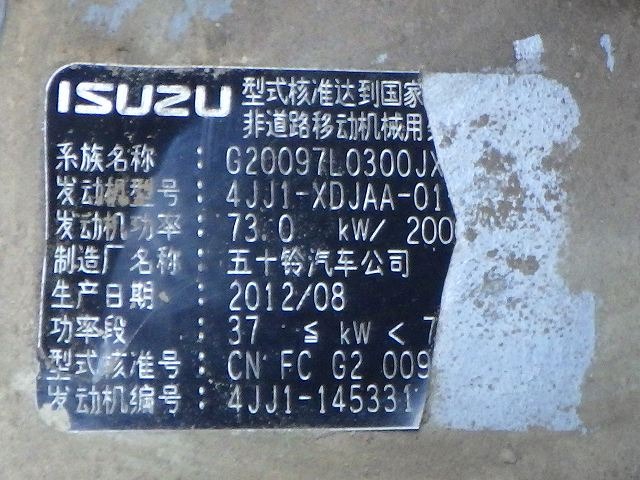 ISUZU 型式核准达到国家
非道路移动机械用
系族名称 : G20097L0300JX
发动机型号 : 4JJ1-XDJAA-01
发动机功率 : 73.0 kW/ 200
制造厂名称 : 五十铃汽车公司
生产日期 : 2012/08
功率段 : 37 ≦ kW < 7
型式核准号 : CN FC G2 009
发动机编号 : 4JJ1-145331